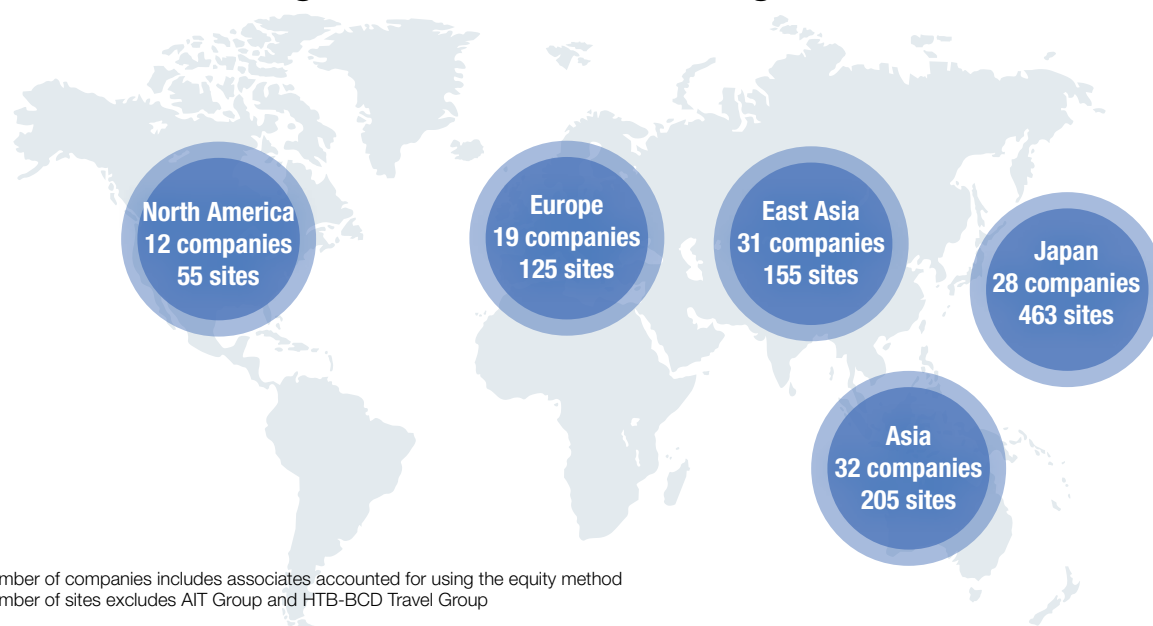 North America
12 companies
55 sites
Europe
19 companies
125 sites
East Asia
31 companies
155 sites
Japan
28 companies
463 sites
Asia
32 companies
205 sites
of companies includes associates accounted for using the equity method
of sites excludes AIT Group and HTB-BCD Travel Group